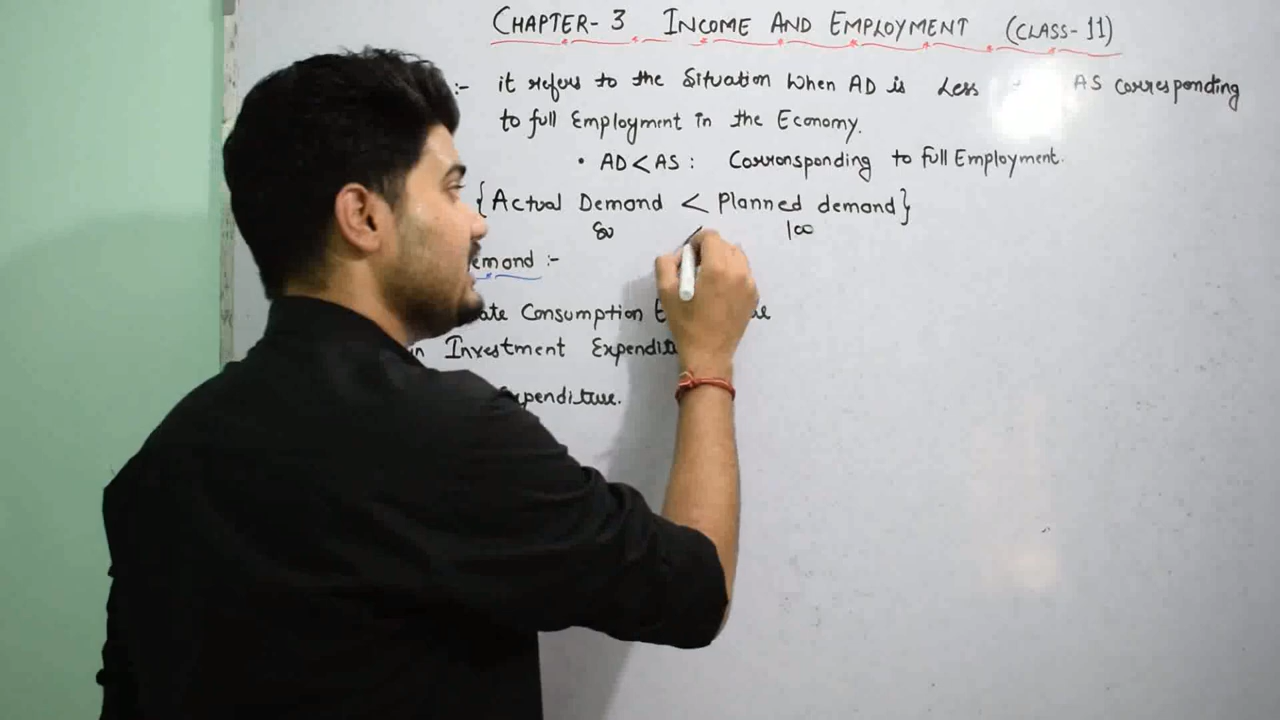 CHAPTER- 3 INCOME AND EMPLOYMENT (CLASS- 11)
:- it refers to the Situation When AD is Less AS corresponding
to full Employment in the Economy.
• AD < AS : Corronsponding to full Employment.
{Actual Demand < Planned demand}
80 < 100
emand :-
ate Consumption E
in Investment Expendit
xpenditure.